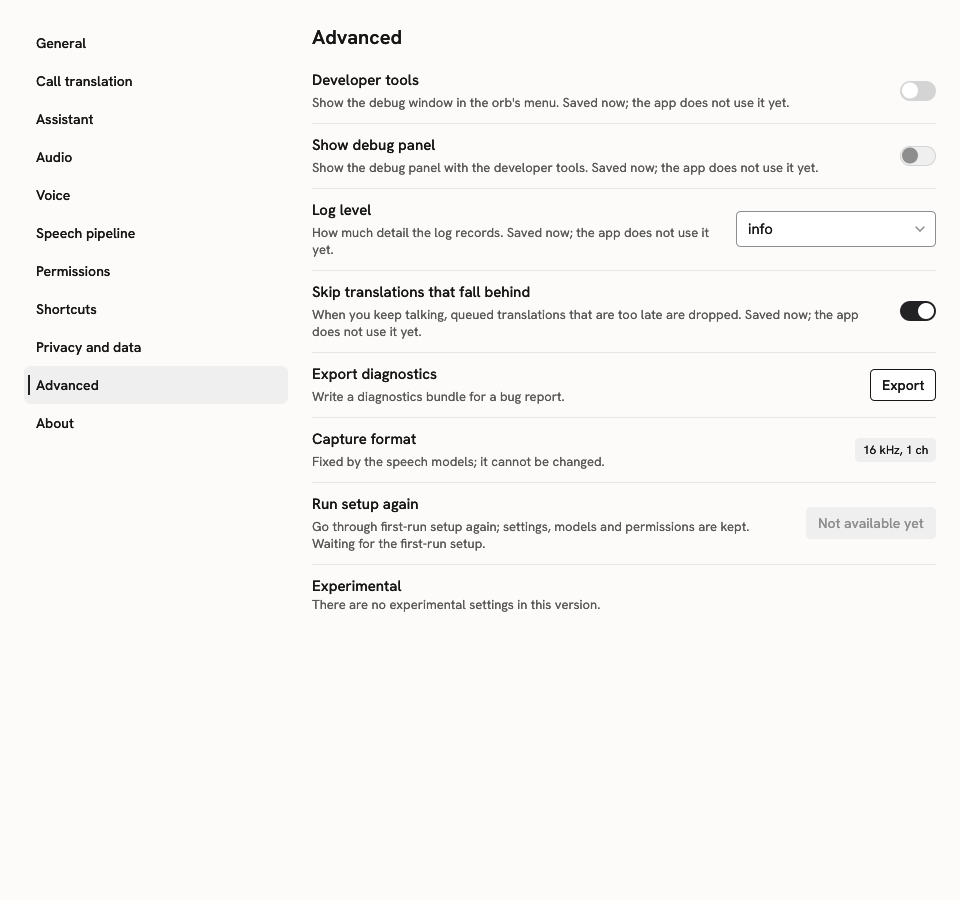 General
Call translation
Assistant
Audio
Voice
Speech pipeline
Permissions
Shortcuts
Privacy and data
Advanced
About
Advanced
Developer tools
Show the debug window in the orb's menu. Saved now; the app does not use it yet.
Show debug panel
Show the debug panel with the developer tools. Saved now; the app does not use it yet.
Log level
How much detail the log records. Saved now; the app does not use it
yet.
info
Skip translations that fall behind
When you keep talking, queued translations that are too late are dropped. Saved now; the app
does not use it yet.
Export diagnostics
Write a diagnostics bundle for a bug report.
Export
Capture format
Fixed by the speech models; it cannot be changed.
16 kHz, 1 ch
Run setup again
Go through first-run setup again; settings, models and permissions are kept.
Waiting for the first-run setup.
Not available yet
Experimental
There are no experimental settings in this version.